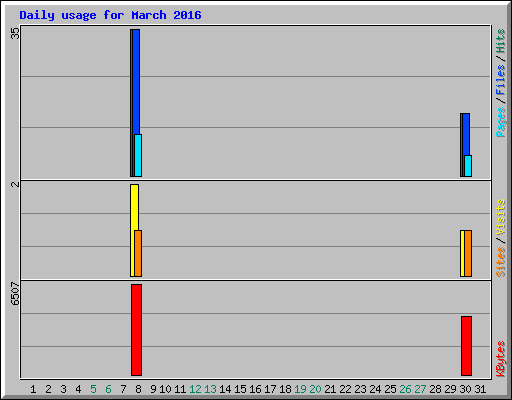 Daily usage for March 2016
35
2
6507
Pages / Files / Hits
Sites / Visits
KBytes
1 2 3 4 5 6 7 8 9 10 11 12 13 14 15 16 17 18 19 20 21 22 23 24 25 26 27 28 29 30 31